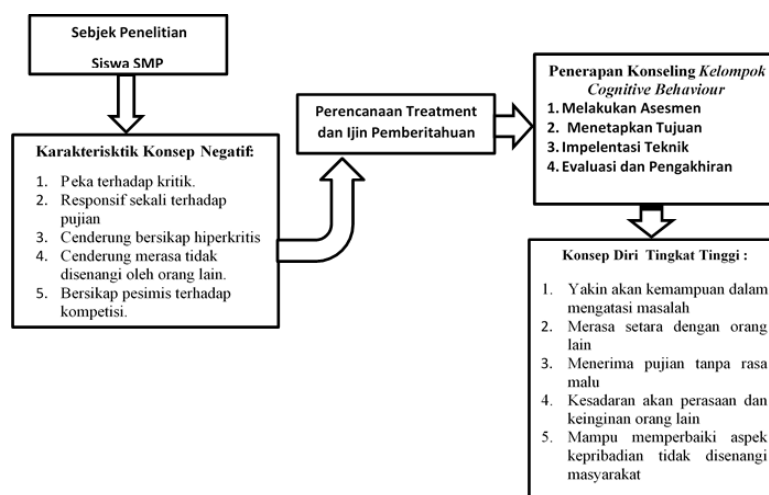 Sebjek Penelitian
Siswa SMP
Karakterisktik Konsep Negatif:
1. Peka terhadap kritik.
2. Responsif sekali terhadap
pujian
3. Cenderung bersikap hiperkritis
4. Cenderung merasa tidak
disenangi oleh orang lain.
5. Bersikap pesimis terhadap
kompetisi.
Perencanaan Treatment
dan Ijin Pemberitahuan
Penerapan Konseling Kelompok
Cognitive Behaviour
1. Melakukan Asesmen
2. Menetapkan Tujuan
3. Impelentasi Teknik
4. Evaluasi dan Pengakhiran
Konsep Diri Tingkat Tinggi :
1. Yakin akan kemampuan dalam
mengatasi masalah
2. Merasa setara dengan orang
lain
3. Menerima pujian tanpa rasa
malu
4. Kesadaran akan perasaan dan
keinginan orang lain
5. Mampu memperbaiki aspek
kepribadian tidak disenangi
masyarakat